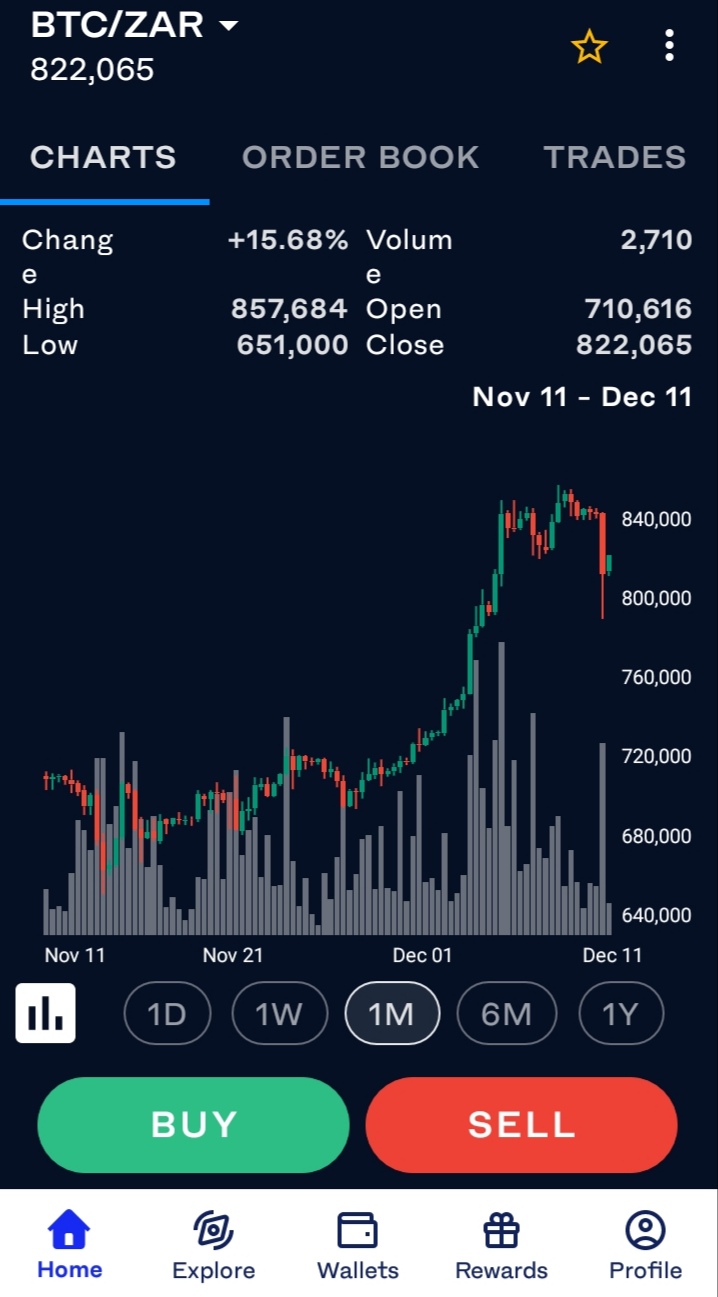 BTC/ZAR
822,065
CHARTS ORDER BOOK TRADES
Chang +15.68% Volum 2,710
e e
High 857,684 Open 710,616
Low 651,000 Close 822,065
Nov 11 - Dec 11
840,000
800,000
760,000
720,000
680,000
640,000
Nov 11 Nov 21 Dec 01 Dec 11
1D 1W 1M 6M 1Y
BUY SELL
Home Explore Wallets Rewards Profile